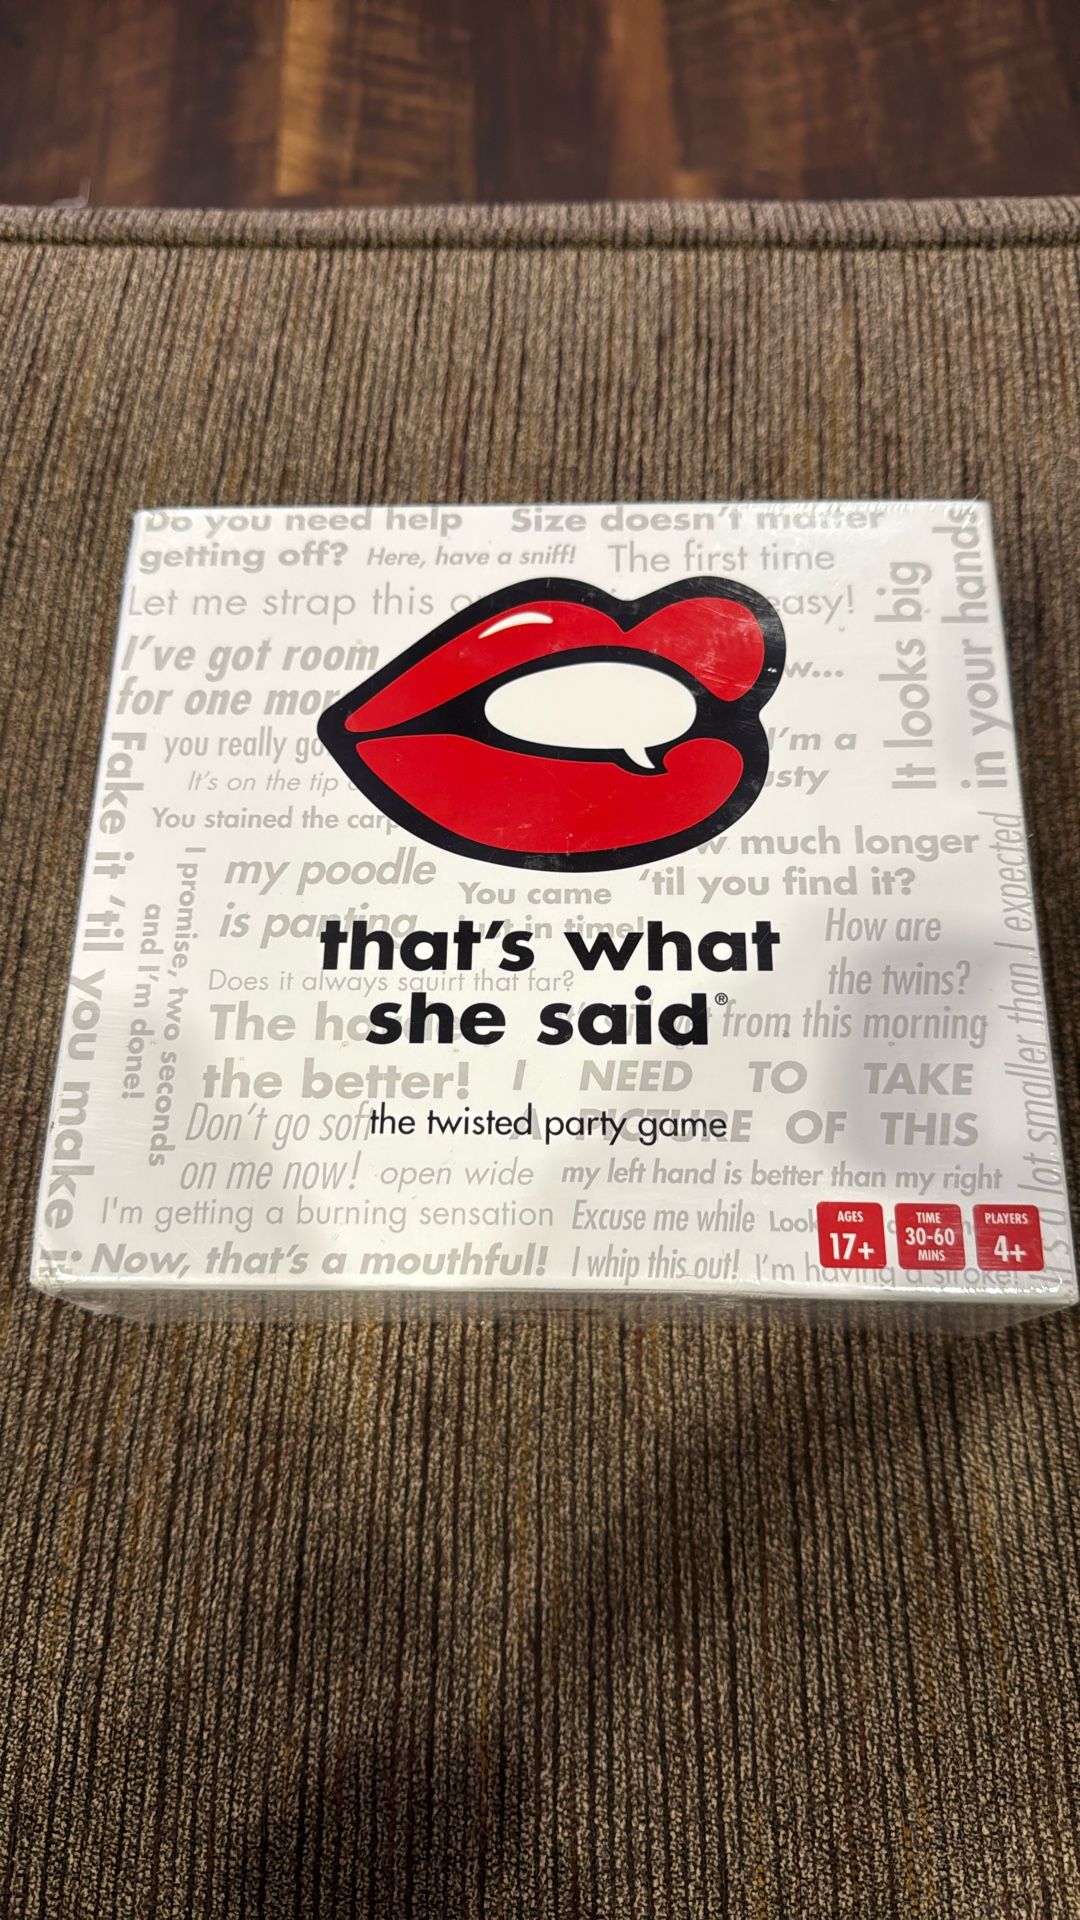 Do you need help
getting off?
Size doesn't matter
Here, have a sniff!
The first time
easy!
Let me strap this
I've got room
for one
you really
It's on the tip
You stained the
w...
I'm a
It looks big
in your hands
my poodle
is panting
You came
just in time!
much longer
'til you find it?
How are
the twins?
that's what
she said®
Does it always squirt that far?
The
the better!
from this morning
I NEED TO TAKE
A PICTURE OF THIS
the twisted party game
Don't go soft
on me now!
open wide
my left hand is better than my right
I'm getting a burning sensation
Excuse me while
I whip this out!
Now, that's a mouthful!
I'm having a stroke!
Fake it 'til you make it
I promise, two seconds
and I'm done!
It's a lot smaller than I expected
AGES
17+
TIME
30-60
MINS
PLAYERS
4+